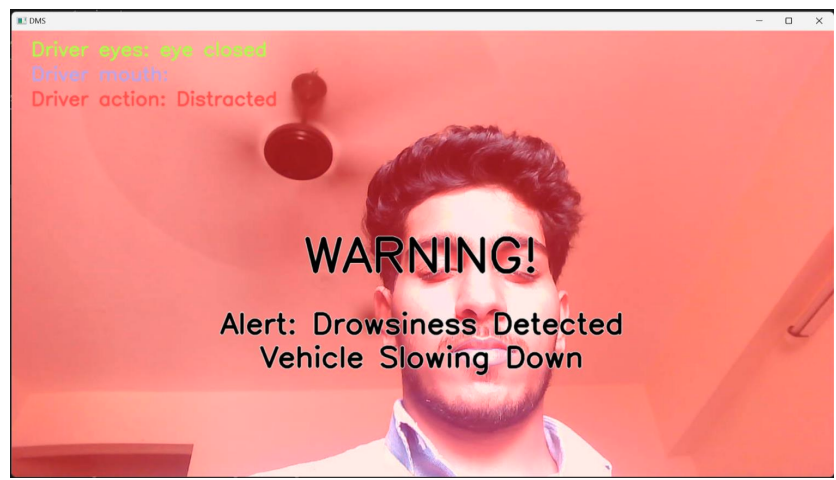 DMS
Driver eyes: eye closed
Driver mouth:
Driver action: Distracted
WARNING!
Alert: Drowsiness Detected
Vehicle Slowing Down